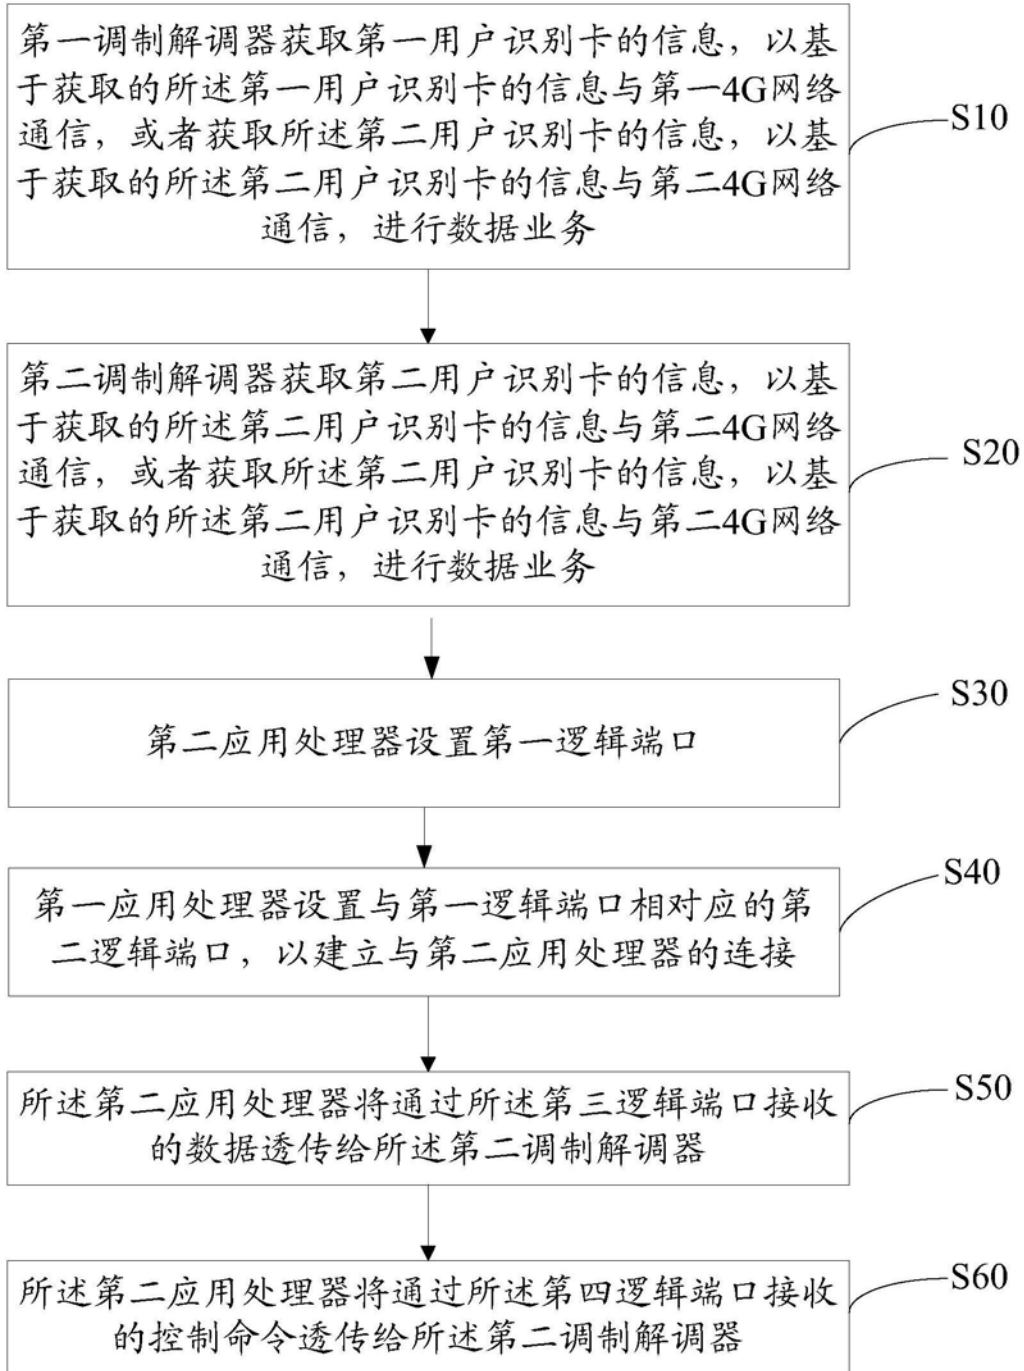 第一调制解调器获取第一用户识别卡的信息，以基
于获取的所述第一用户识别卡的信息与第一4G网络
通信，或者获取所述第二用户识别卡的信息，以基
于获取的所述第二用户识别卡的信息与第二4G网络
通信，进行数据业务
S10
第二调制解调器获取第二用户识别卡的信息，以基
于获取的所述第二用户识别卡的信息与第二4G网络
通信，或者获取所述第二用户识别卡的信息，以基
于获取的所述第二用户识别卡的信息与第二4G网络
通信，进行数据业务
S20
第二应用处理器设置第一逻辑端口
S30
第一应用处理器设置与第一逻辑端口相对应的第
二逻辑端口，以建立与第二应用处理器的连接
S40
所述第二应用处理器将通过所述第三逻辑端口接收
的数据透传给所述第二调制解调器
S50
所述第二应用处理器将通过所述第四逻辑端口接收
的控制命令透传给所述第二调制解调器
S60